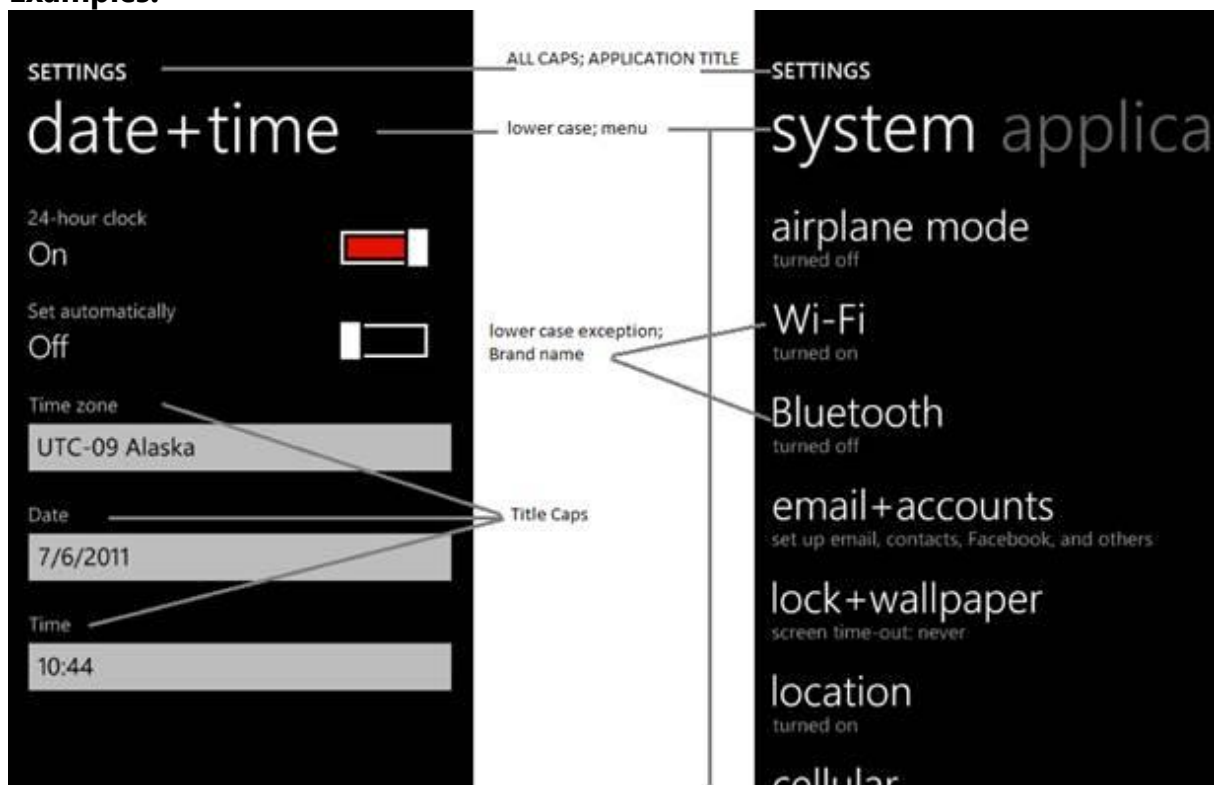 Examples:
SETTINGS
date+time
24-hour clock
On
Set automatically
Off
Time zone
UTC-09 Alaska
Date
7/6/2011
Time
10:44
ALL CAPS; APPLICATION TITLE
lower case; menu
lower case exception;
Brand name
Title Caps
SETTINGS
system applica
airplane mode
turned off
Wi-Fi
turned on
Bluetooth
turned off
email+accounts
set up email, contacts, Facebook, and others
lock+wallpaper
screen time-out: never
location
turned on
cellular